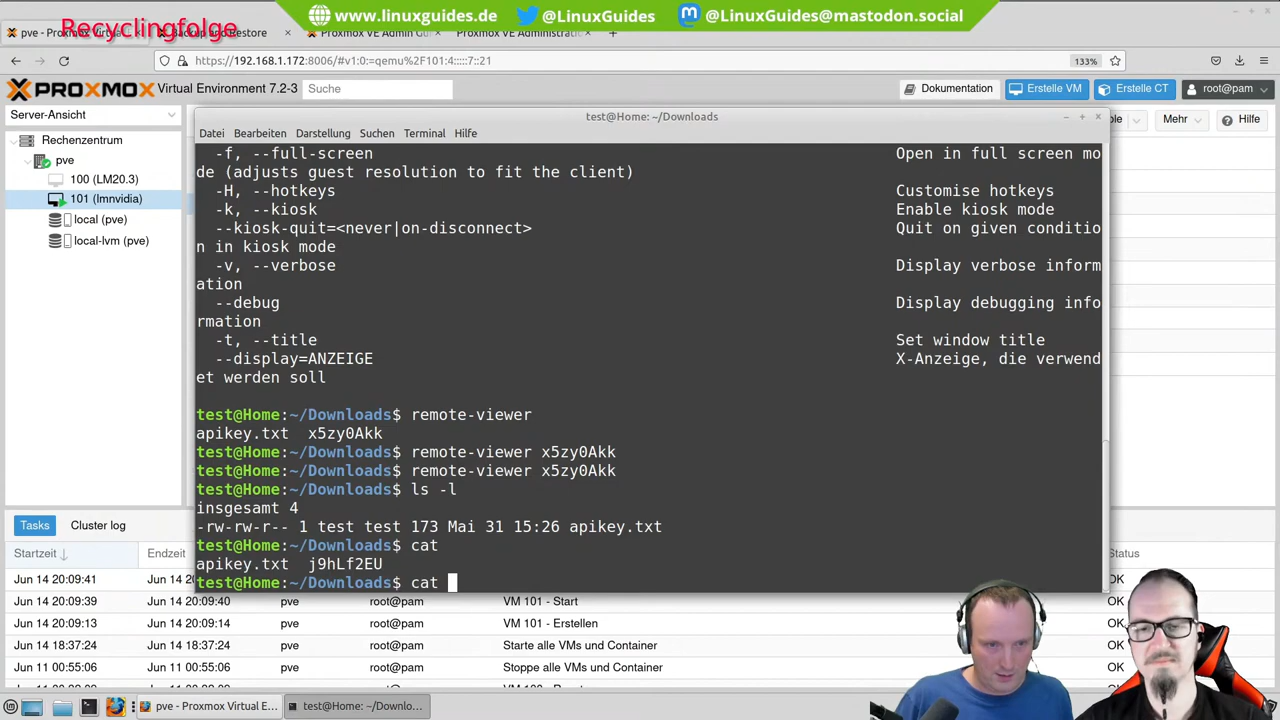 www.linuxguides.de @LinuxGuides @LinuxGuides@mastodon.social
Recyclingfolge
pve - Proxmox Virtual Backup and Restore Proxmox VE Admin Gu Proxmox VE Administrad
https://192.168.1.172:8006/#v1:0:=qemu%2F101:4:::::7::21 133%
PROXMOX Virtual Environment 7.2-3 Suche Documentation Erstelle VM Erstelle CT root@pam
Server-Ansicht
Mehr Hilfe
Rechenzentrum
pve
100 (LM20.3)
101 (lmnvidia)
local (pve)
local-lvm (pve)
test@Home: ~/Downloads
Datei Bearbeiten Darstellung Suchen Terminal Hilfe
-f, --full-screen Open in full screen mo
de (adjusts guest resolution to fit the client)
-H, --hotkeys Customise hotkeys
-k, --kiosk Enable kiosk mode
--kiosk-quit=<never|on-disconnect> Quit on given conditio
n in kiosk mode
-v, --verbose Display verbose inform
ation
--debug Display debugging info
rmation
-t, --title Set window title
--display=ANZEIGE X-Anzeige, die verwend
et werden soll
test@Home:~/Downloads$ remote-viewer
apikey.txt x5zy0Akk
test@Home:~/Downloads$ remote-viewer x5zy0Akk
test@Home:~/Downloads$ remote-viewer x5zy0Akk
test@Home:~/Downloads$ ls -l
insgesamt 4
-rw-rw-r-- 1 test test 173 Mai 31 15:26 apikey.txt
test@Home:~/Downloads$ cat
apikey.txt j9hLf2EU
test@Home:~/Downloads$ cat
Tasks Cluster log
Startzeit Endzeit Status
Jun 14 20:09:41 OK
Jun 14 20:09:39 Jun 14 20:09:40 pve root@pam VM 101 - Start OK
Jun 14 20:09:13 Jun 14 20:09:14 pve root@pam VM 101 - Erstellen OK
Jun 14 18:37:24 Jun 14 18:37:24 pve root@pam Starte alle VMs und Container OK
Jun 11 00:55:06 Jun 11 00:55:06 pve root@pam Stoppe alle VMs und Container OK
pve - Proxmox Virtual E... test@Home: ~/Downlo...